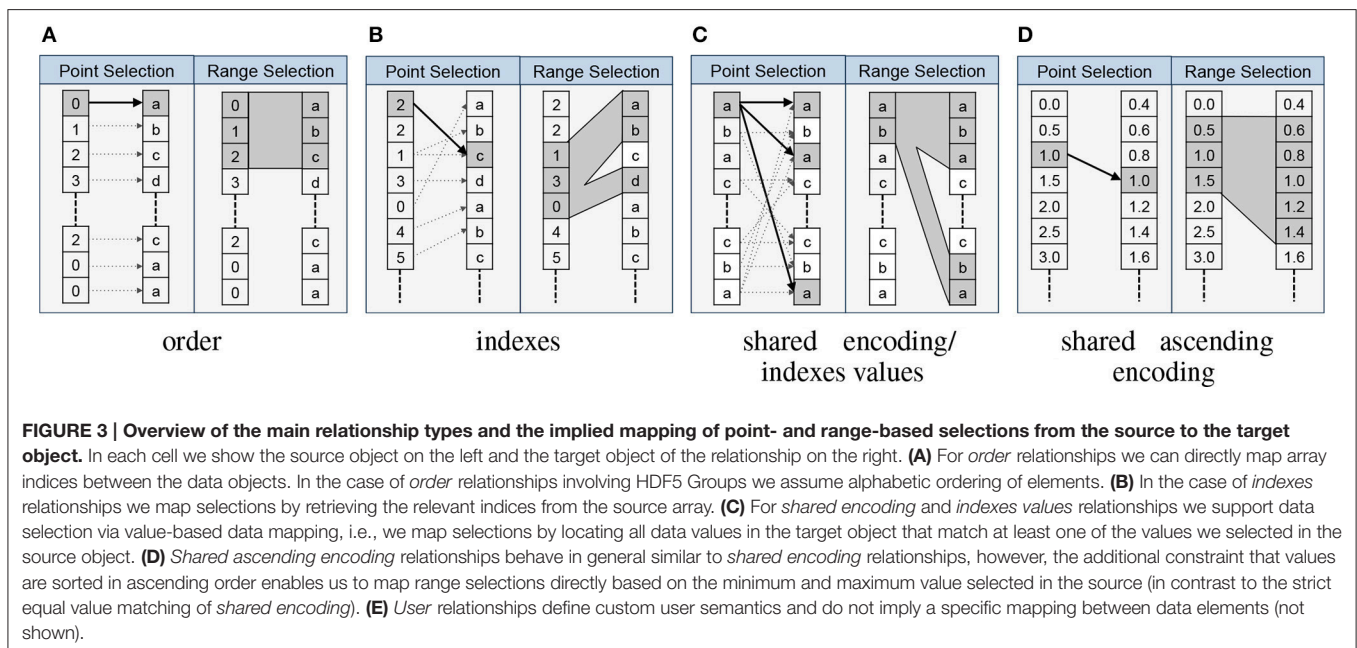 A B C D
Point Selection Range Selection Point Selection Range Selection Point Selection Range Selection Point Selection Range Selection
0 a 0 a 2 a 2 a a a a a 0.0 0.4 0.0 0.4
1 b 1 b 2 b 2 b b b b b 0.5 0.6 0.5 0.6
2 c 2 c 1 c 1 c a a a a 1.0 0.8 1.0 0.8
3 d 3 d 3 d 3 d c c c c 1.5 1.0 1.5 1.0
0 a 0 a 2.0 1.2 2.0 1.2
2 c 2 c 4 b 4 b c c c c 2.5 1.4 2.5 1.4
0 a 0 a 5 c 5 c b b b b 3.0 1.6 3.0 1.6
0 a 0 a a a a a
order indexes shared encoding/ shared ascending
indexes values encoding
FIGURE 3 | Overview of the main relationship types and the implied mapping of point- and range-based selections from the source to the target
object. In each cell we show the source object on the left and the target object of the relationship on the right. (A) For order relationships we can directly map array
indices between the data objects. In the case of order relationships involving HDF5 Groups we assume alphabetic ordering of elements. (B) In the case of indexes
relationships we map selections by retrieving the relevant indices from the source array. (C) For shared encoding and indexes values relationships we support data
selection via value-based data mapping, i.e., we map selections by locating all data values in the target object that match at least one of the values we selected in the
source object. (D) Shared ascending encoding relationships behave in general similar to shared encoding relationships, however, the additional constraint that values
are sorted in ascending order enables us to map range selections directly based on the minimum and maximum value selected in the source (in contrast to the strict
equal value matching of shared encoding). (E) User relationships define custom user semantics and do not imply a specific mapping between data elements (not
shown).